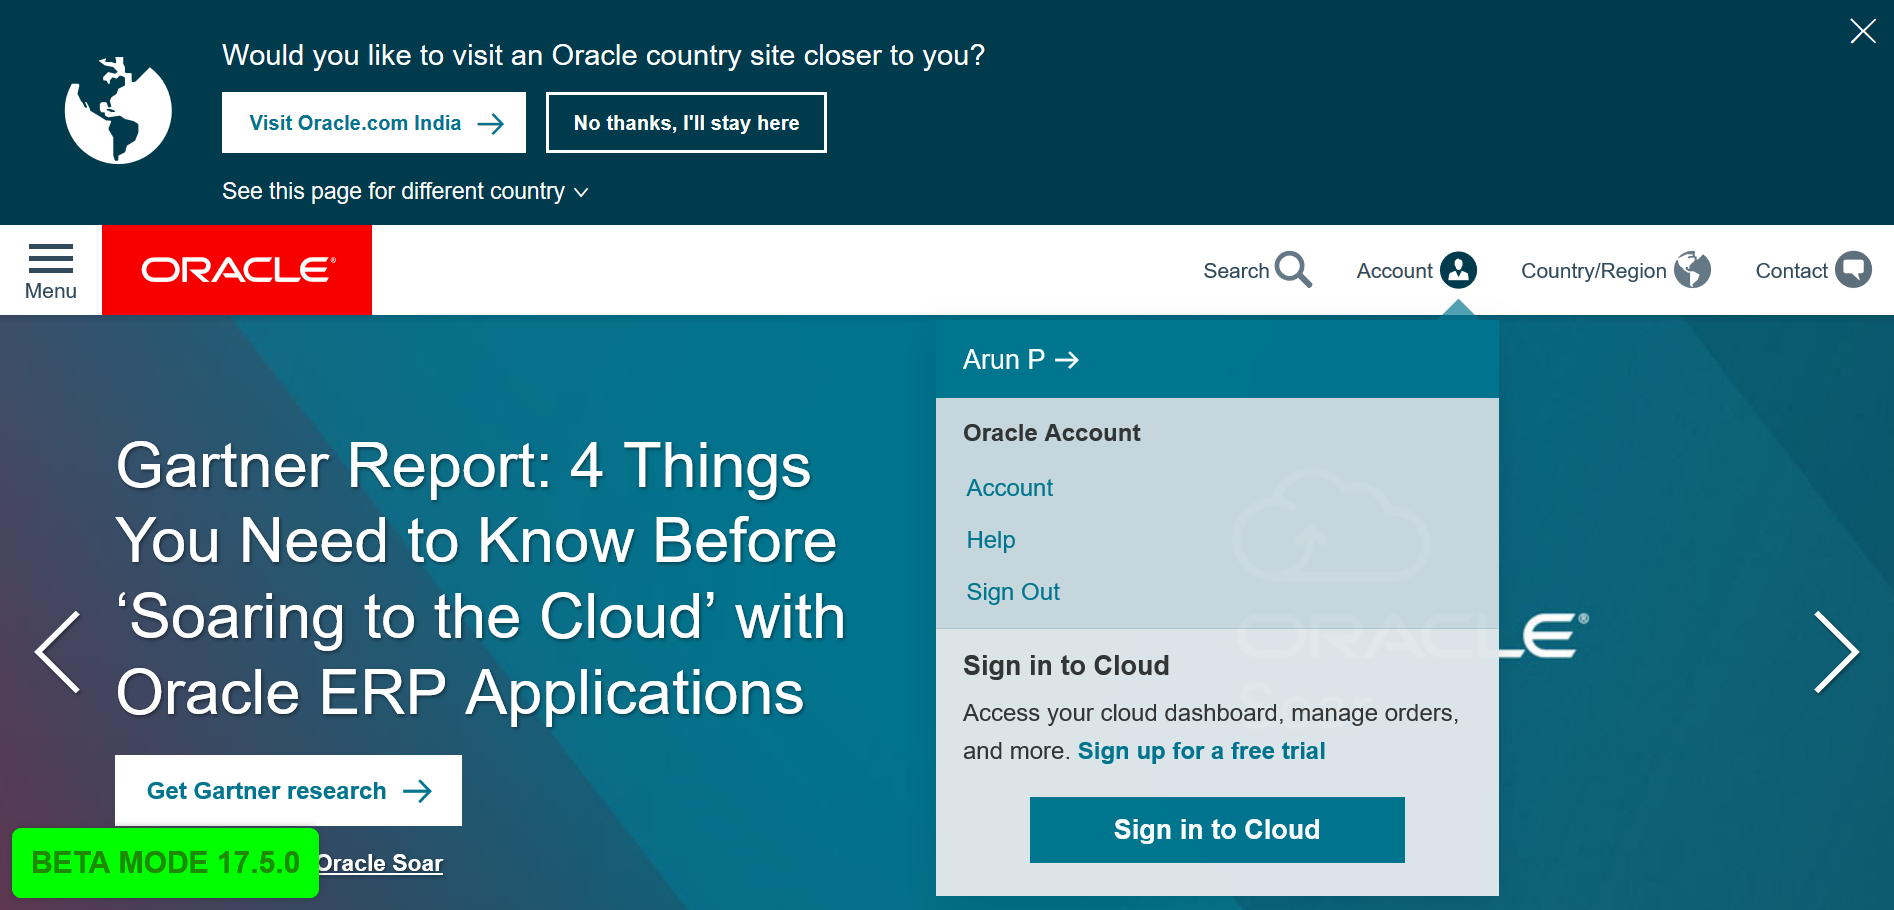 Would you like to visit an Oracle country site closer to you?
Visit Oracle.com India
No thanks, I'll stay here
See this page for different country
Menu
ORACLE®
Search
Account
Country/Region
Contact
Arun P
Oracle Account
Account
Help
Sign Out
Sign in to Cloud
Access your cloud dashboard, manage orders,
and more. Sign up for a free trial
Sign in to Cloud
Gartner Report: 4 Things
You Need to Know Before
‘Soaring to the Cloud’ with
Oracle ERP Applications
Get Gartner research
Oracle Soar
BETA MODE 17.5.0
ORACLE®
Soar